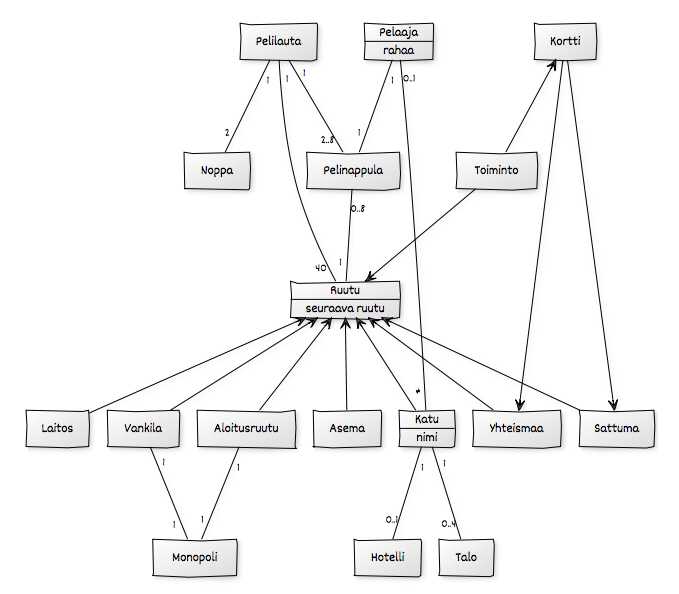 Pelilauta
Pelaaja
rahaa
Kortti
1
1
1
1
0..1
2
2..8
1
Noppa
Pelinappula
Toiminto
0..8
40
1
Ruutu
seuraava ruutu
*
Laitos
Vankila
Aloitusruutu
Asema
Katu
nimi
Yhteismaa
Sattuma
1
1
1
1
1
1
0..1
0..4
Monopoli
Hotelli
Talo